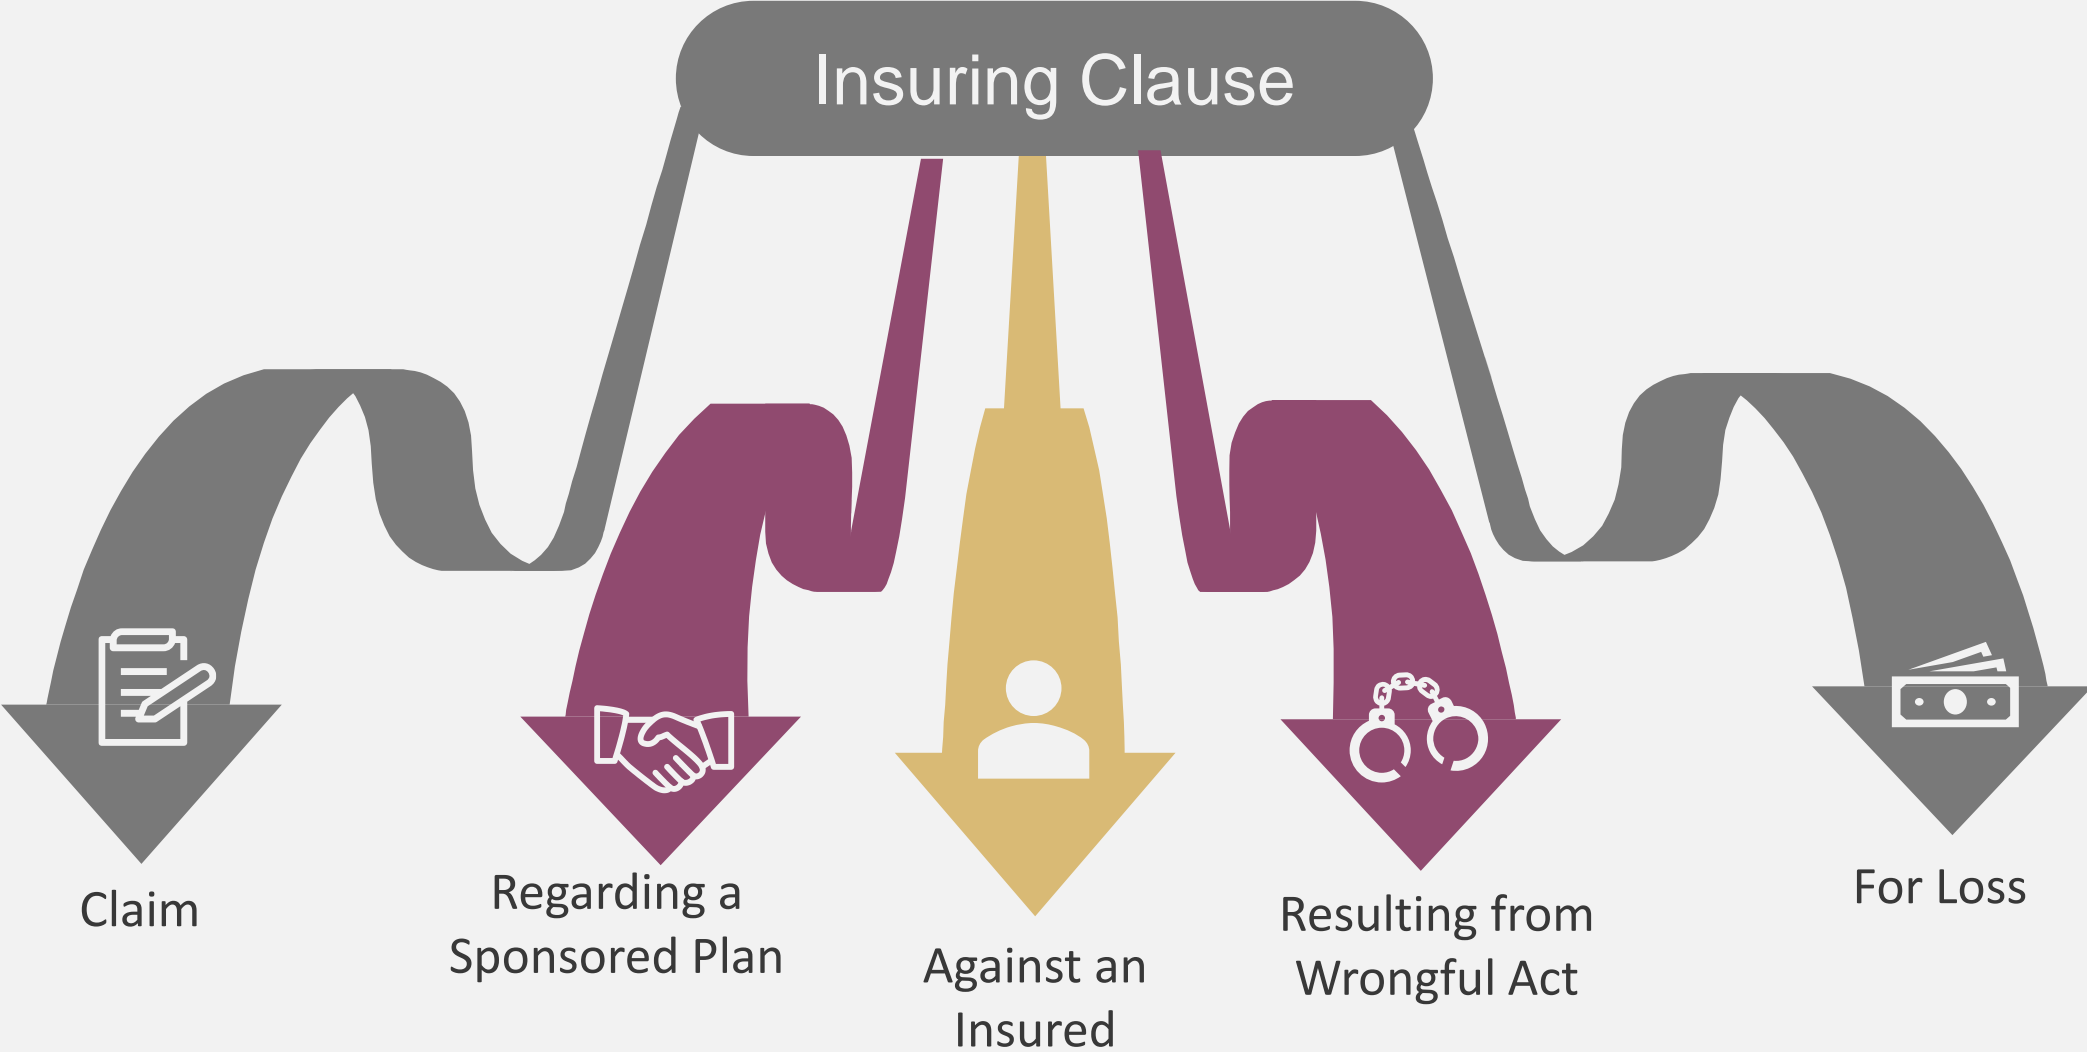 Insuring Clause
Claim
Regarding a
Sponsored Plan
Against an
Insured
Resulting from
Wrongful Act
For Loss